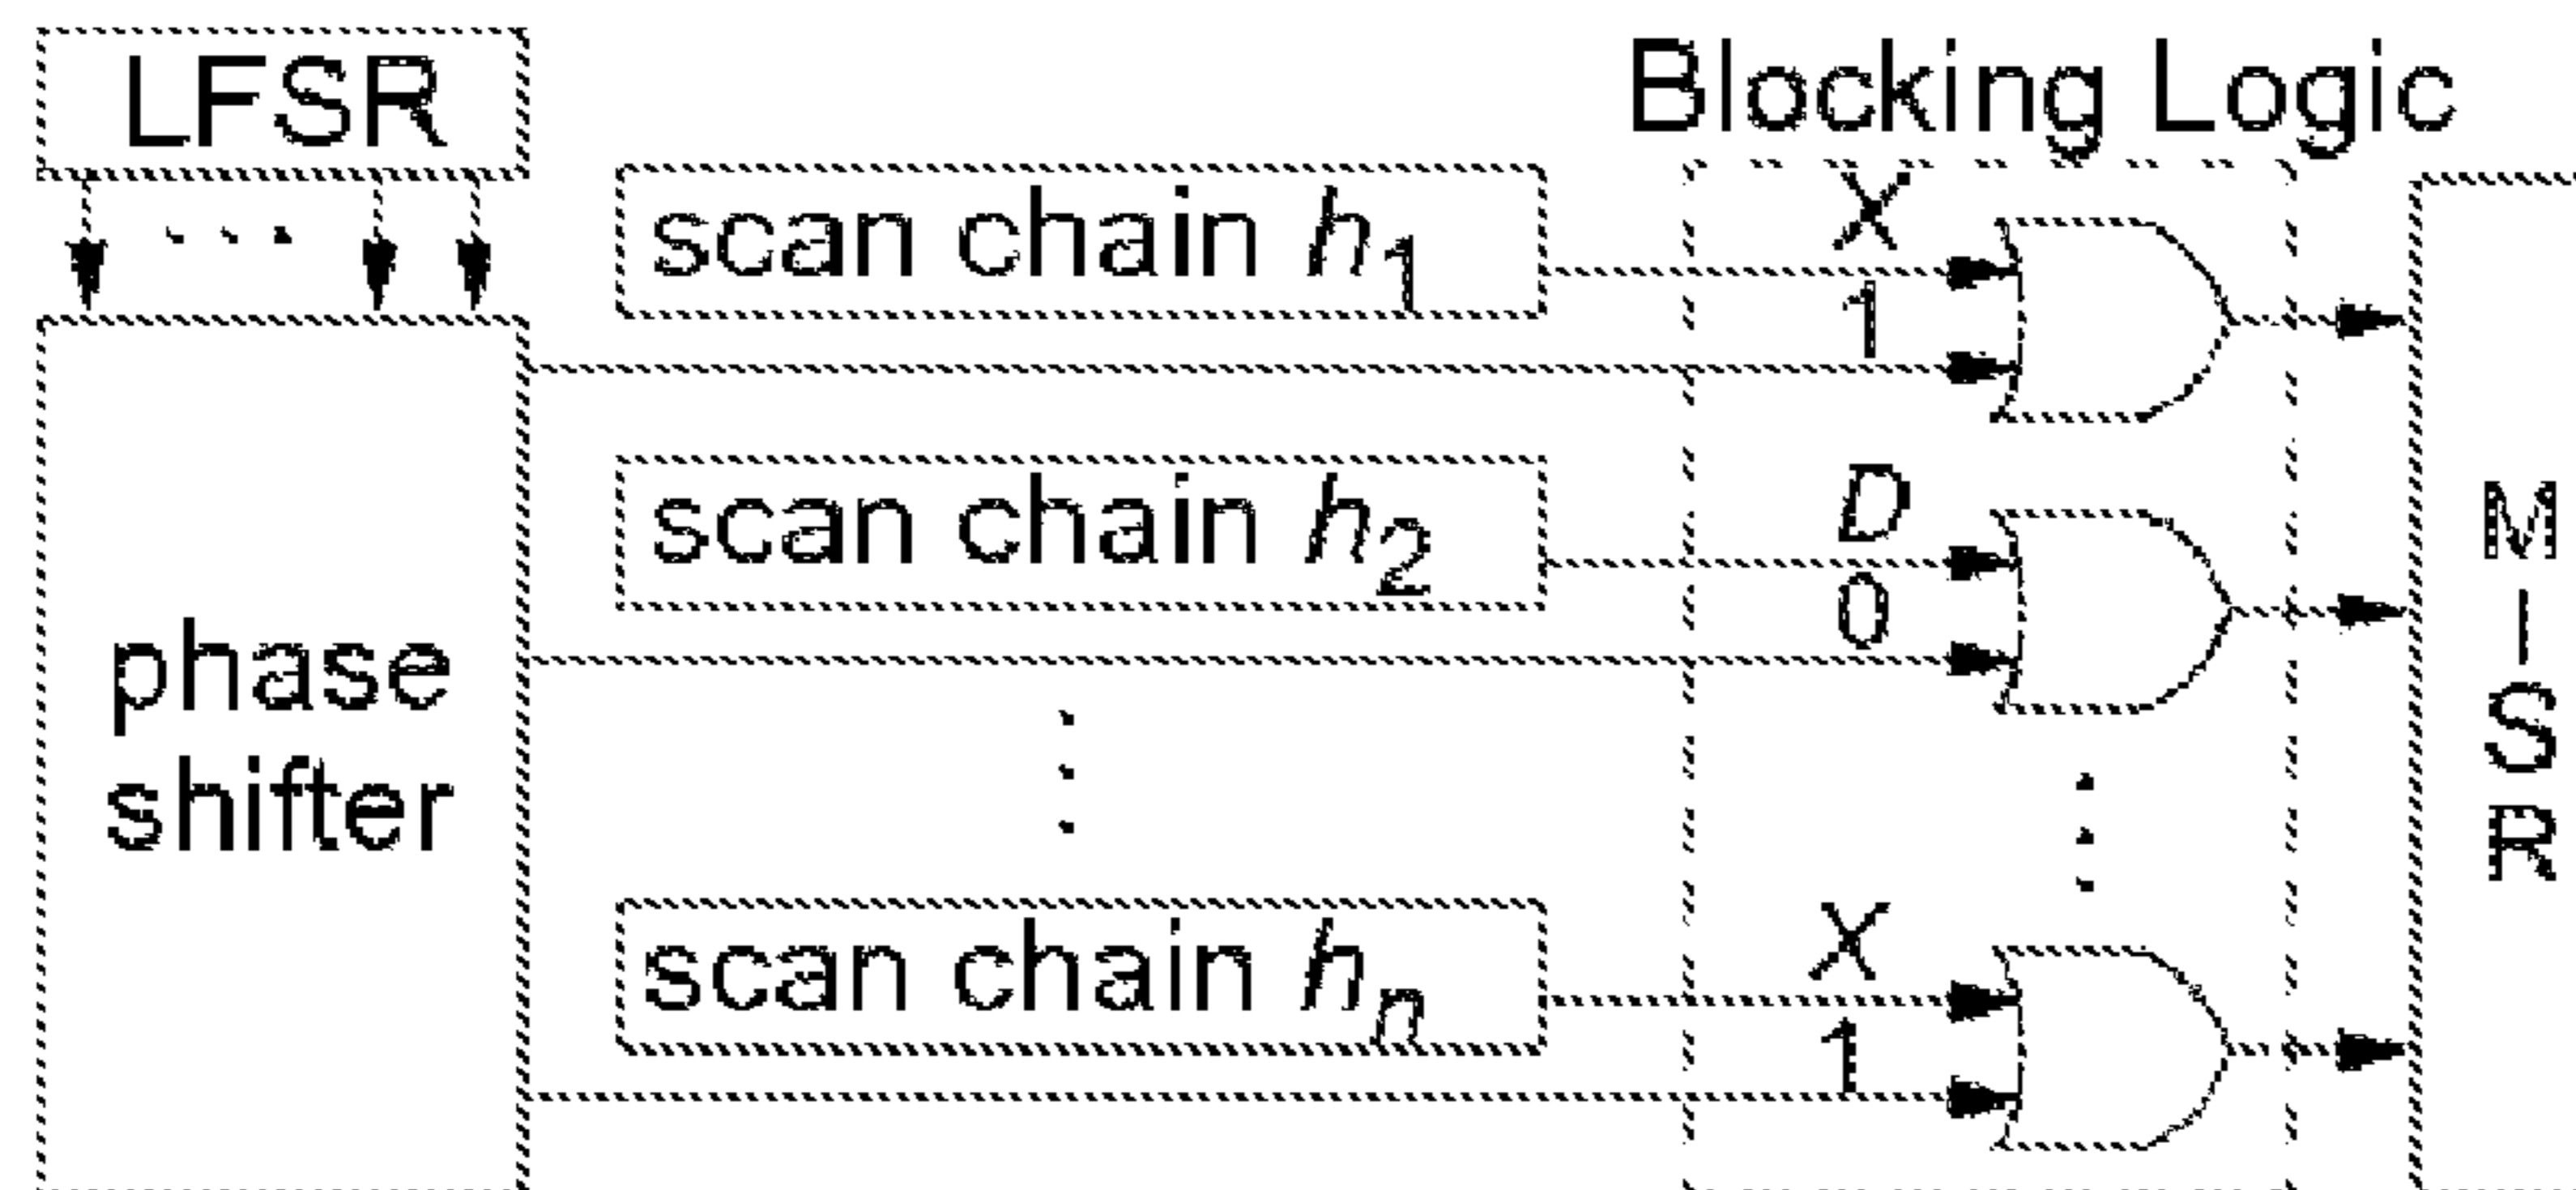 LFSR
Blocking Logic
scan chain h1
X
1
scan chain h2
D
0
phase
shifter
scan chain hn
X
1
M
I
S
R